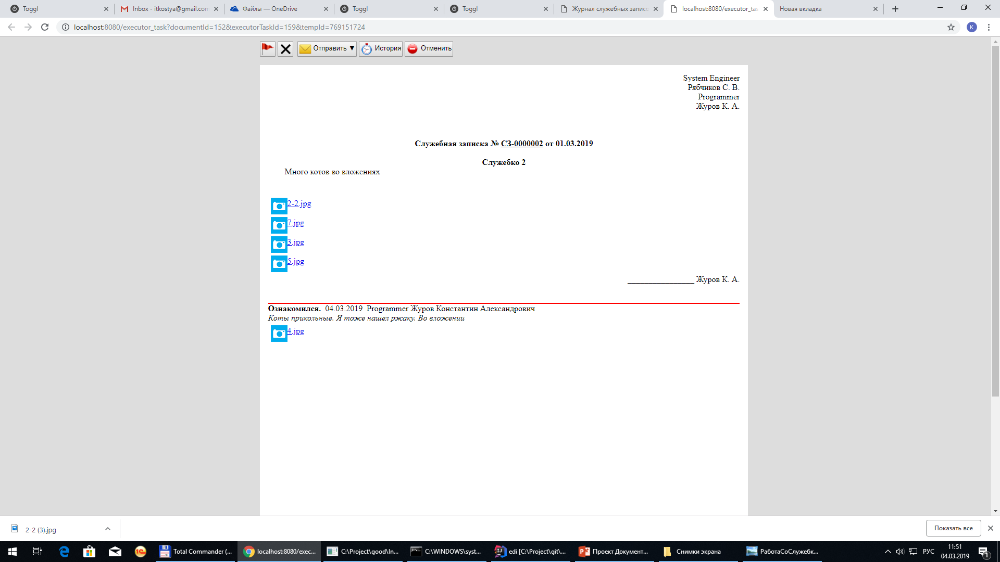 Toggl
Inbox - itkostya@gmail.com
Файлы — OneDrive
Toggl
Toggl
Журнал служебных записо
localhost:8080/executor_tas
Новая вкладка
localhost:8080/executor_task?documentId=152&executorTaskId=159&tempId=769151724
K
Отправить ▼
История
Отменить
System Engineer
Рябчиков С. В.
Programmer
Журов К. А.
Служебная записка № СЗ-0000002 от 01.03.2019
Служебко 2
Много котов во вложениях
2-2.jpg
7.jpg
3.jpg
5.jpg
________________ Журов К. А.
Ознакомился. 04.03.2019 Programmer Журов Константин Александрович
Коты прикольные. Я тоже нашел ржаку. Во вложении
4.jpg
2-2 (3).jpg
Показать все
Total Commander (...
localhost:8080/exec...
C:\Project\good\In...
C:\WINDOWS\syst...
edi [C:\Project\git\...
Проект Документ...
Снимки экрана
РаботаСоСлужебк...
РУС
11:51
04.03.2019
1